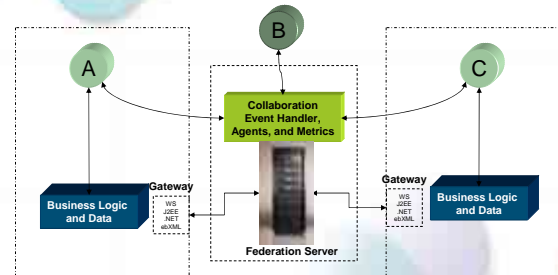 B
A
C
Collaboration
Event Handler,
Agents, and Metrics
Gateway
Gateway
Business Logic
and Data
WS
J2EE
.NET
ebXML
WS
J2EE
.NET
ebXML
Business Logic
and Data
Federation Server